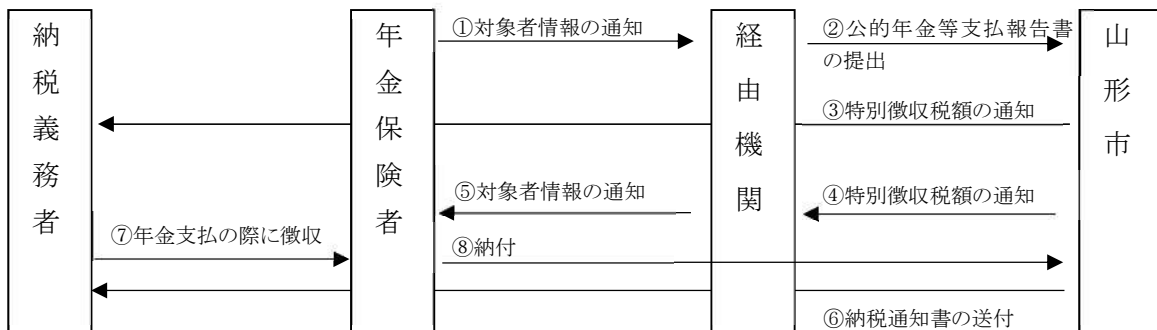 納税義務者
年金保険者
経由機関
山形市
①対象者情報の通知
②公的年金等支払報告書
の提出
③特別徴収税額の通知
⑤対象者情報の通知
④特別徴収税額の通知
⑦年金支払の際に徴収
⑧納付
⑥納税通知書の送付